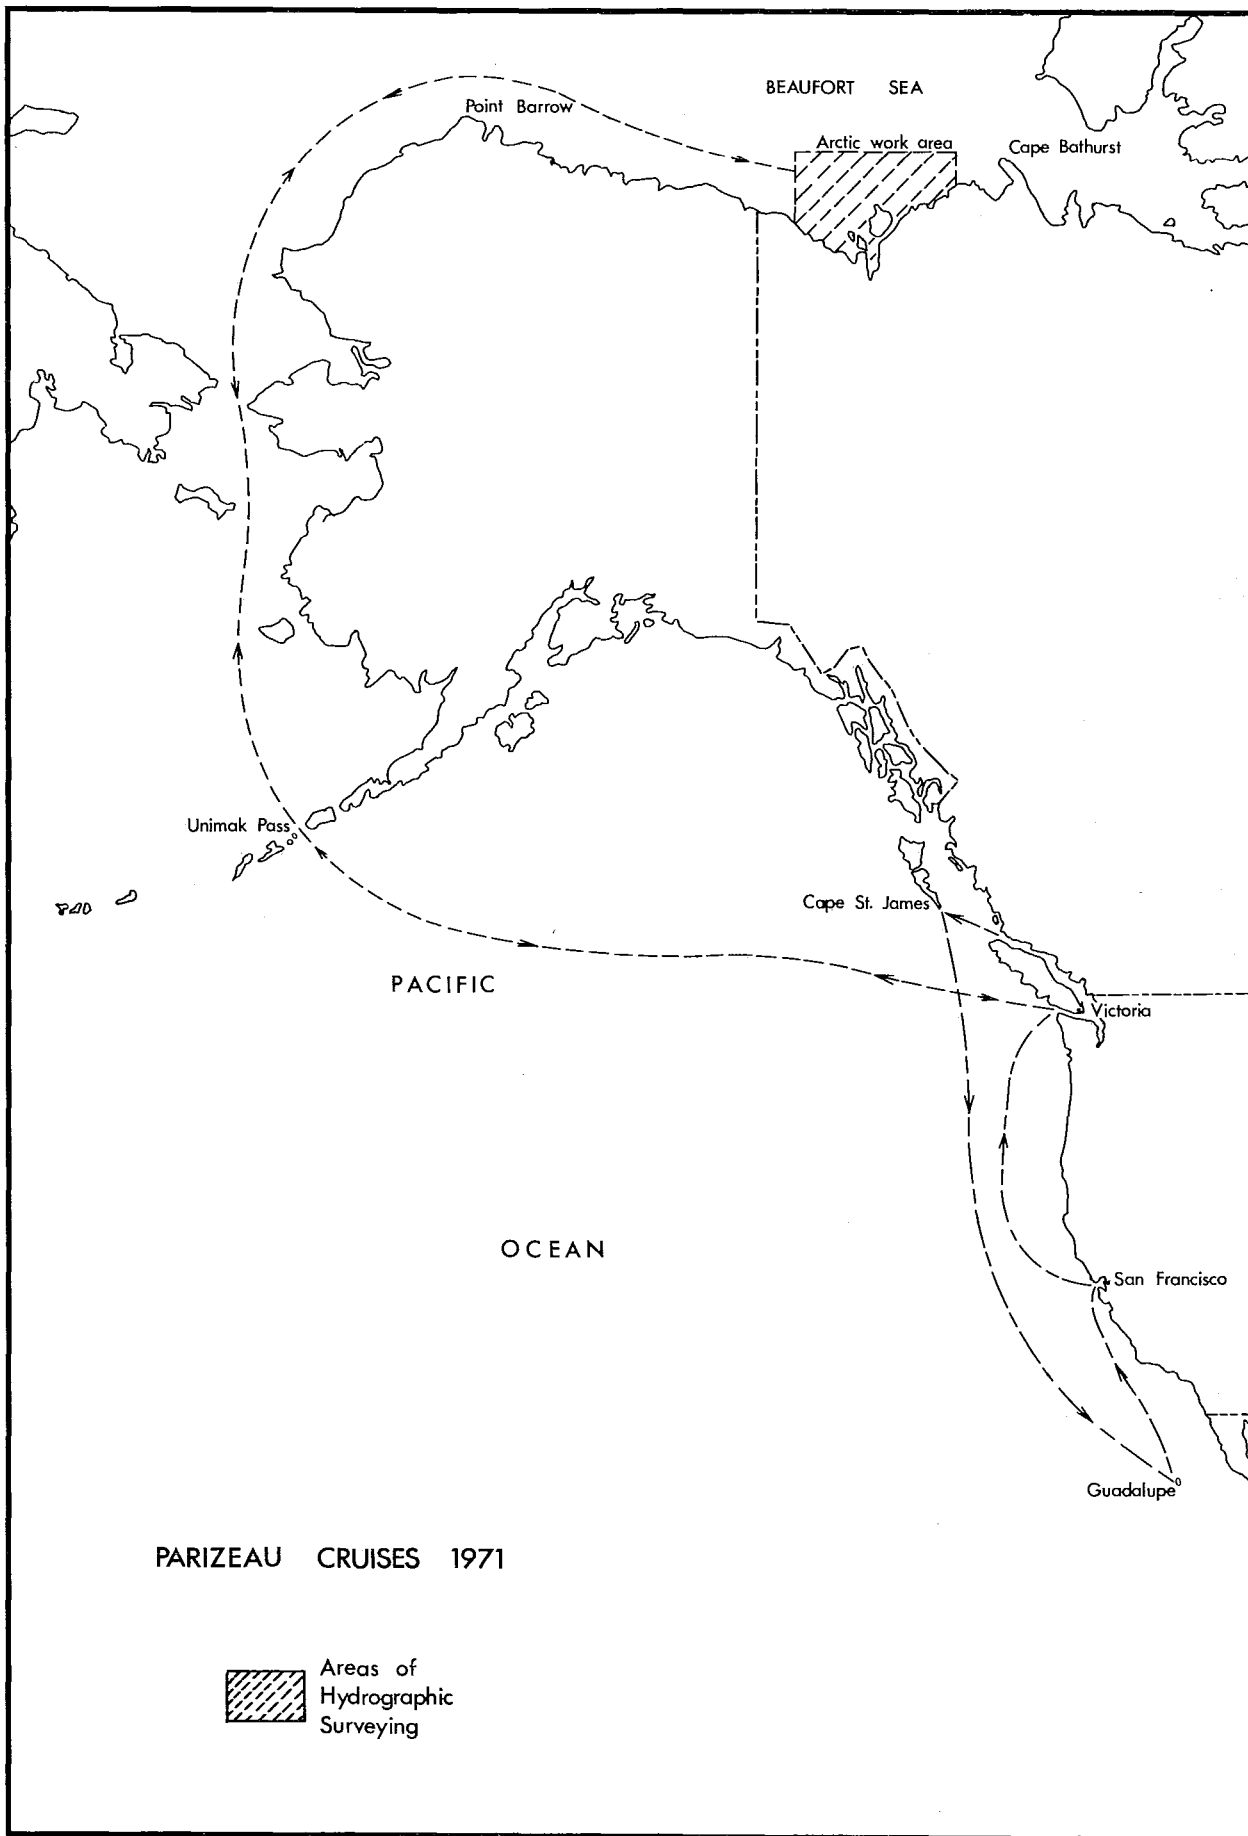 BEAUFORT SEA
Point Barrow
Arctic work area
Cape Bathurst
Unimak Pass
Cape St. James
PACIFIC
Victoria
OCEAN
San Francisco
Guadalupe
PARIZEAU CRUISES 1971
Areas of
Hydrographic
Surveying